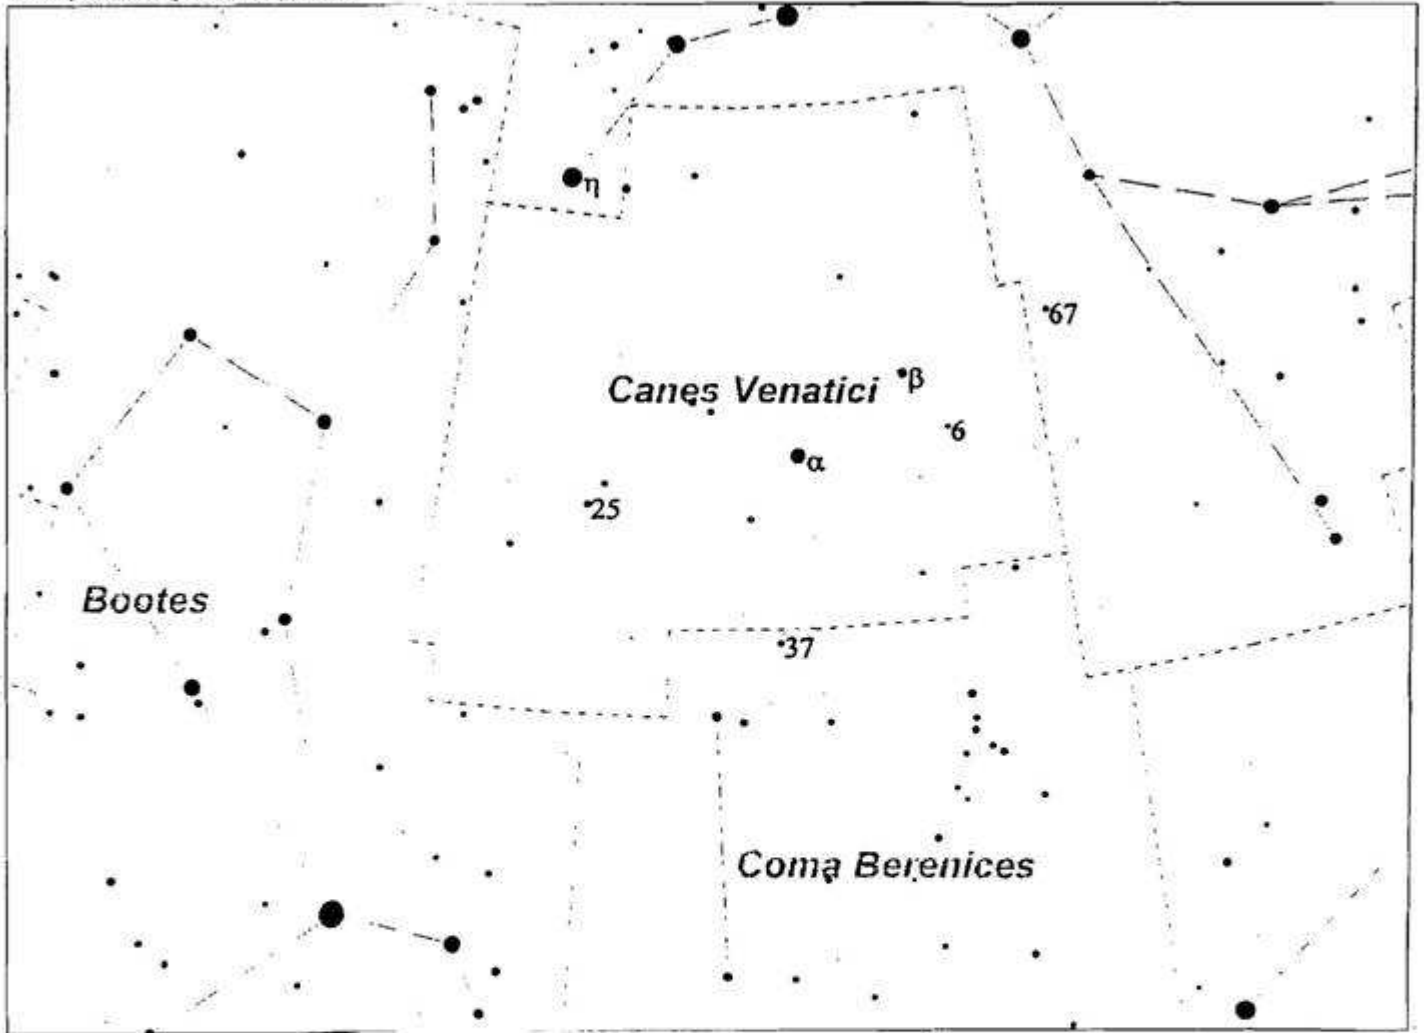 η
67
Canes Venatici
β
6
α
25
Bootes
37
Coma Berenices